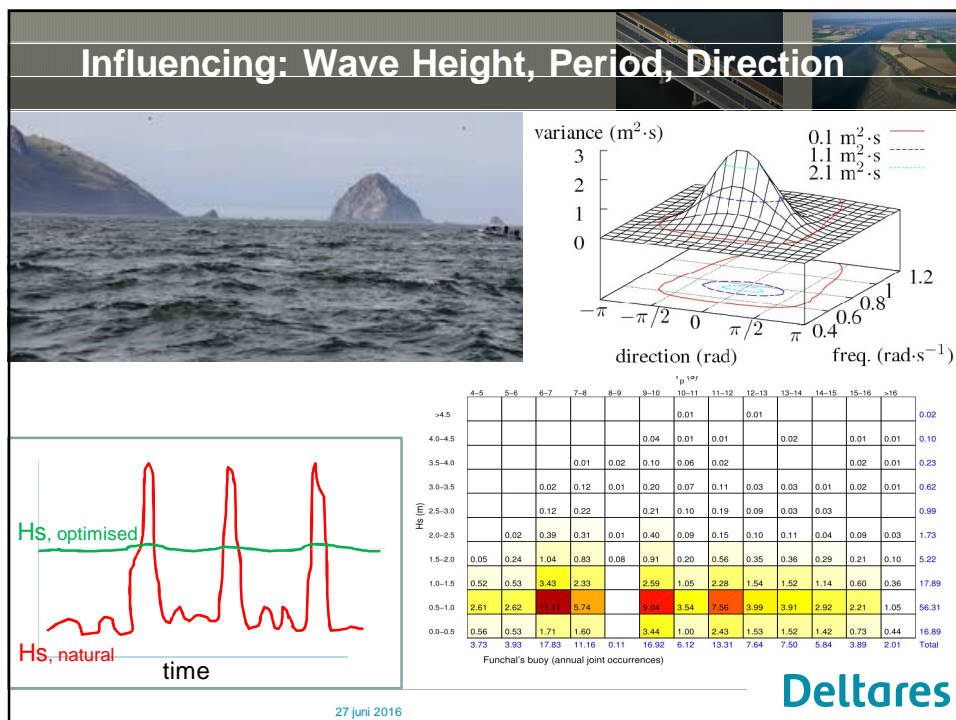 Influencing: Wave Height, Period, Direction
variance (m²·s)
0.1 m²·s
1.1 m²·s
2.1 m²·s
3
2
1
0
−π −π/2 0 π/2 π
0.4 0.6 0.8 1 1.2
direction (rad)
freq. (rad·s⁻¹)
4−5 5−6 6−7 7−8 8−9 9−10 10−11 11−12 12−13 13−14 14−15 15−16 >16
>4.5 0.01 0.01 0.02
4.0−4.5 0.04 0.01 0.01 0.02 0.01 0.01 0.10
3.5−4.0 0.01 0.02 0.10 0.06 0.02 0.02 0.01 0.23
3.0−3.5 0.02 0.12 0.01 0.20 0.07 0.11 0.03 0.03 0.01 0.02 0.01 0.62
2.5−3.0 0.12 0.22 0.21 0.10 0.19 0.09 0.03 0.03 0.99
Hs (m)
2.0−2.5 0.02 0.39 0.31 0.01 0.40 0.09 0.15 0.10 0.11 0.04 0.09 0.03 1.73
1.5−2.0 0.05 0.24 1.04 0.83 0.08 0.91 0.20 0.56 0.35 0.36 0.29 0.21 0.10 5.22
1.0−1.5 0.52 0.53 3.43 2.33 2.59 1.05 2.28 1.54 1.52 1.14 0.60 0.36 17.89
0.5−1.0 2.61 2.62 5.74 9.04 3.54 7.56 3.99 3.91 2.92 2.21 1.05 56.31
0.0−0.5 0.56 0.53 1.71 1.60 3.44 1.00 2.43 1.53 1.52 1.42 0.73 0.44 16.89
3.73 3.93 17.83 11.16 0.11 16.92 6.12 13.31 7.64 7.50 5.84 3.89 2.01 Total
Funchal's buoy (annual joint occurrences)
Hs, optimised
Hs, natural
time
Deltares
27 juni 2016